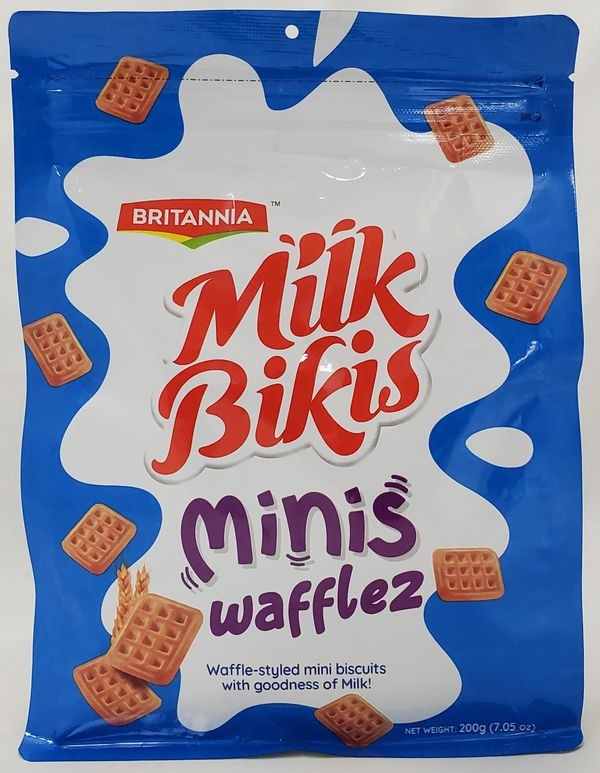 BRITANNIA TM
Milk
Bikis
minis
wafflez
Waffle-styled mini biscuits
with goodness of Milk!
NET WEIGHT: 200g (7.05 oz)